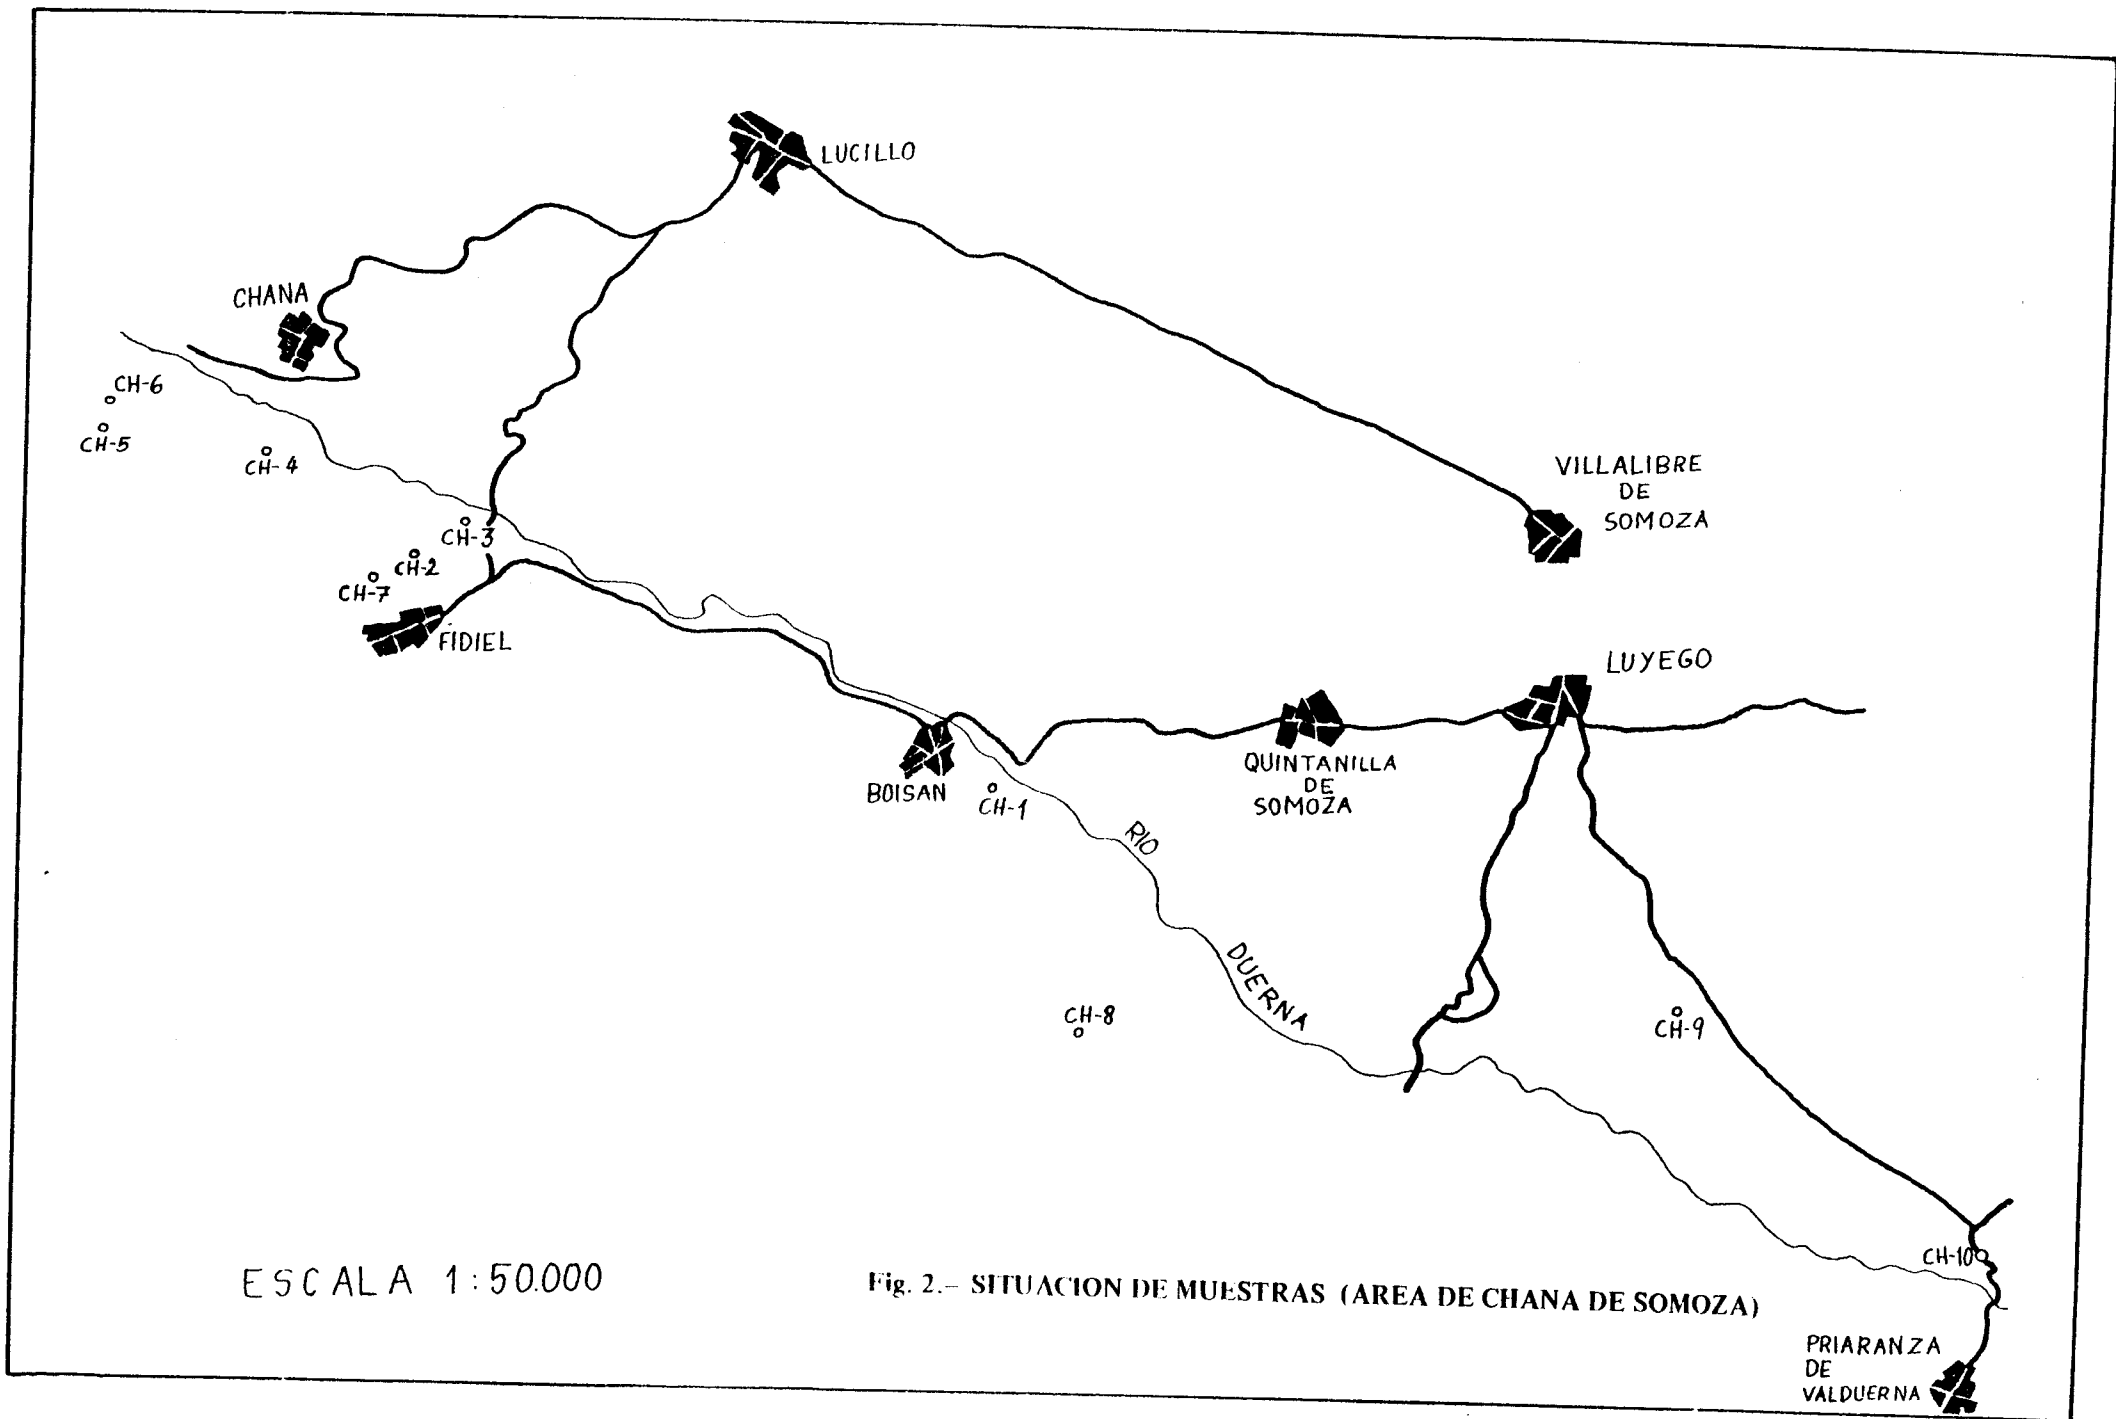 LUCILLO
CHANA
CH-6
CH-5
CH-4
VILLALIBRE
DE
SOMOZA
CH-3
CH-2
CH-7
FIDIEL
LUYEGO
QUINTANILLA
DE
SOMOZA
BOISAN
CH-1
RIO
DUERNA
CH-8
CH-9
CH-10
ESCALA 1:50.000
Fig. 2.- SITUACION DE MUESTRAS (AREA DE CHANA DE SOMOZA)
PRIARANZA
DE
VALDUERNA